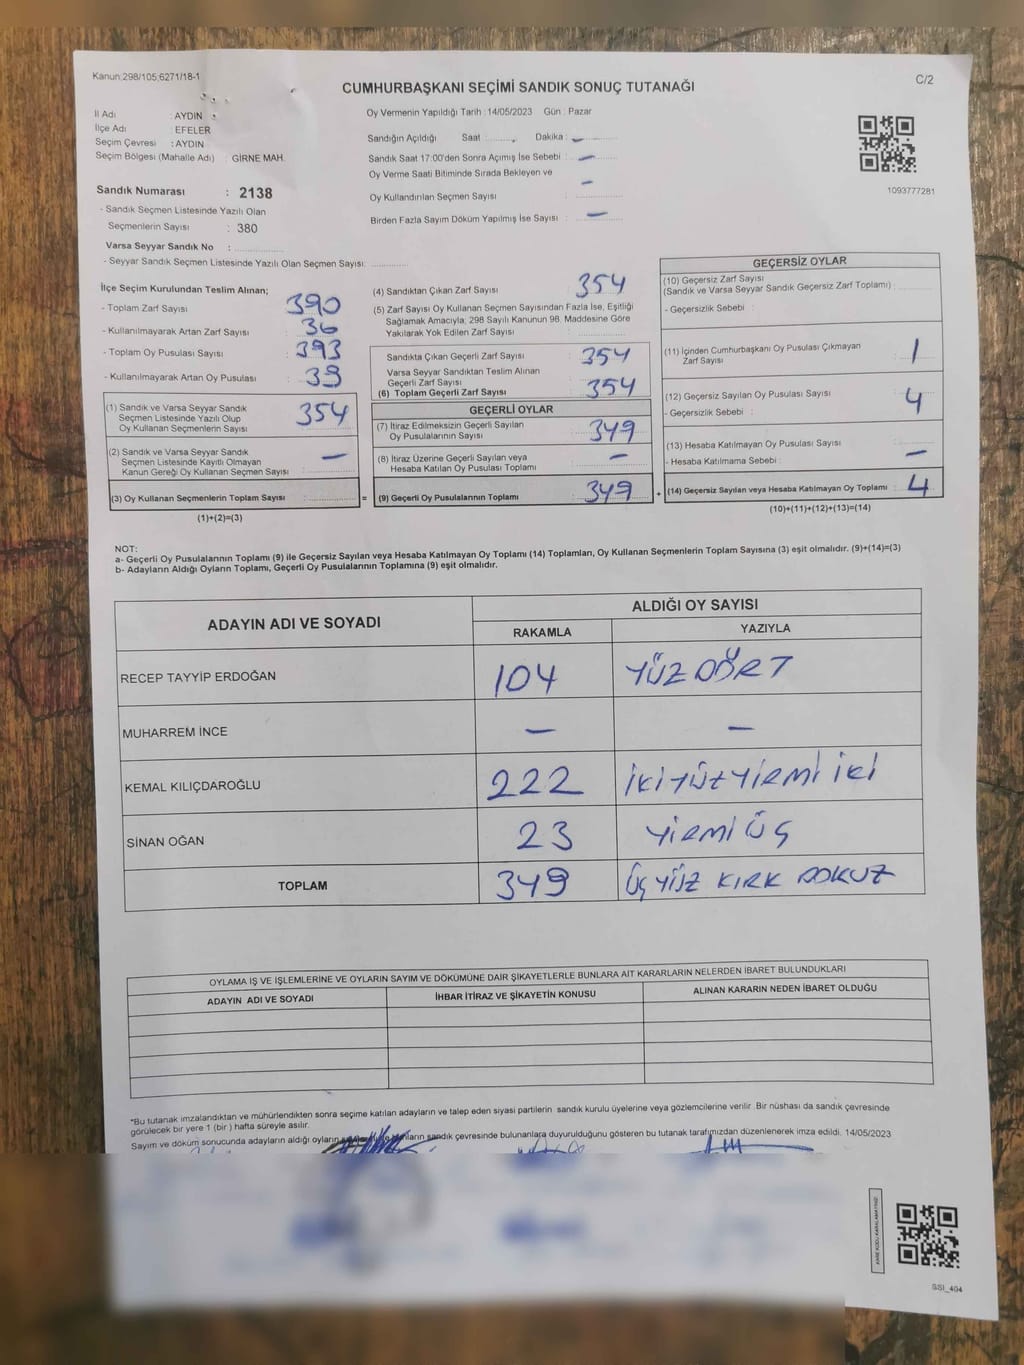 Kanun:298/105;6271/18-1
C/2
CUMHURBAŞKANI SEÇİMİ SANDIK SONUÇ TUTANAĞI
Oy Vermenin Yapıldığı Tarih : 14/05/2023 Gün : Pazar
İl Adı : AYDIN
İlçe Adı : EFELER
Seçim Çevresi : AYDIN
Seçim Bölgesi (Mahalle Adı) : GİRNE MAH.
Sandık Numarası : 2138
- Sandık Seçmen Listesinde Yazılı Olan
Seçmenlerin Sayısı : 380
Varsa Seyyar Sandık No :
- Seyyar Sandık Seçmen Listesinde Yazılı Olan Seçmen Sayısı:
Sandığın Açıldığı Saat : Dakika : –
Sandık Saat 17:00'den Sonra Açımış İse Sebebi : –
Oy Verme Saati Bitiminde Sırada Bekleyen ve
Oy Kullandırılan Seçmen Sayısı : –
Birden Fazla Sayım Döküm Yapılmış İse Sayısı : –
1093777281
İlçe Seçim Kurulundan Teslim Alınan;
- Toplam Zarf Sayısı : 390
- Kullanılmayarak Artan Zarf Sayısı : 36
- Toplam Oy Pusulası Sayısı : 393
- Kullanılmayarak Artan Oy Pusulası : 39
(1) Sandık ve Varsa Seyyar Sandık
Seçmen Listesinde Yazılı Olup
Oy Kullanan Seçmenlerin Sayısı : 354
(2) Sandık ve Varsa Seyyar Sandık
Seçmen Listesinde Kayıtlı Olmayan
Kanun Gereği Oy Kullanan Seçmen Sayısı : –
(3) Oy Kullanan Seçmenlerin Toplam Sayısı :
(1)+(2)=(3)
=
(4) Sandıktan Çıkan Zarf Sayısı : 354
(5) Zarf Sayısı Oy Kullanan Seçmen Sayısından Fazla İse, Eşitliği
Sağlamak Amacıyla; 298 Sayılı Kanunun 98. Maddesine Göre
Yakılarak Yok Edilen Zarf Sayısı :
Sandıkta Çıkan Geçerli Zarf Sayısı : 354
Varsa Seyyar Sandıktan Teslim Alınan
Geçerli Zarf Sayısı :
(6) Toplam Geçerli Zarf Sayısı : 354
GEÇERLİ OYLAR
(7) İtiraz Edilmeksizin Geçerli Sayılan
Oy Pusulalarının Sayısı : 349
(8) İtiraz Üzerine Geçerli Sayılan veya
Hesaba Katılan Oy Pusulası Toplamı : –
(9) Geçerli Oy Pusulalarının Toplamı : 349
+
GEÇERSİZ OYLAR
(10) Geçersiz Zarf Sayısı
(Sandık ve Varsa Seyyar Sandık Geçersiz Zarf Toplamı) :
- Geçersizlik Sebebi :
(11) İçinden Cumhurbaşkanı Oy Pusulası Çıkmayan
Zarf Sayısı : 1
(12) Geçersiz Sayılan Oy Pusulası Sayısı : 4
- Geçersizlik Sebebi :
(13) Hesaba Katılmayan Oy Pusulası Sayısı : –
- Hesaba Katılmama Sebebi :
(14) Geçersiz Sayılan veya Hesaba Katılmayan Oy Toplamı : 4
(10)+(11)+(12)+(13)=(14)
NOT:
a- Geçerli Oy Pusulalarının Toplamı (9) ile Geçersiz Sayılan veya Hesaba Katılmayan Oy Toplamı (14) Toplamları, Oy Kullanan Seçmenlerin Toplam Sayısına (3) eşit olmalıdır. (9)+(14)=(3)
b- Adayların Aldığı Oyların Toplamı, Geçerli Oy Pusulalarının Toplamına (9) eşit olmalıdır.
ADAYIN ADI VE SOYADI ALDIĞI OY SAYISI
RAKAMLA YAZIYLA
RECEP TAYYİP ERDOĞAN 104 YÜZ DÖRT
MUHARREM İNCE – –
KEMAL KILIÇDAROĞLU 222 İKİ YÜZ YİRMİ İKİ
SİNAN OĞAN 23 YİRMİ ÜÇ
TOPLAM 349 ÜÇ YÜZ KIRK DOKUZ
OYLAMA İŞ VE İŞLEMLERİNE VE OYLARIN SAYIM VE DÖKÜMÜNE DAİR ŞİKAYETLERLE BUNLARA AİT KARARLARIN NELERDEN İBARET BULUNDUKLARI
ADAYIN ADI VE SOYADI İHBAR İTİRAZ VE ŞİKAYETİN KONUSU ALINAN KARARIN NEDEN İBARET OLDUĞU
*Bu tutanak imzalandıktan ve mühürlendikten sonra seçime katılan adayların ve talep eden siyasi partilerin sandık kurulu üyelerine veya gözlemcilerine verilir. Bir nüshası da sandık çevresinde
görülecek bir yere 1 (bir ) hafta süreyle asılır.
Sayım ve döküm sonucunda adayların aldığı oyların sandık çevresinde bulunanlara duyurulduğunu gösteren bu tutanak tarafımızdan düzenlenerek imza edildi. 14/05/2023
KARE KODU KARALAMAYINIZ
SSI_404